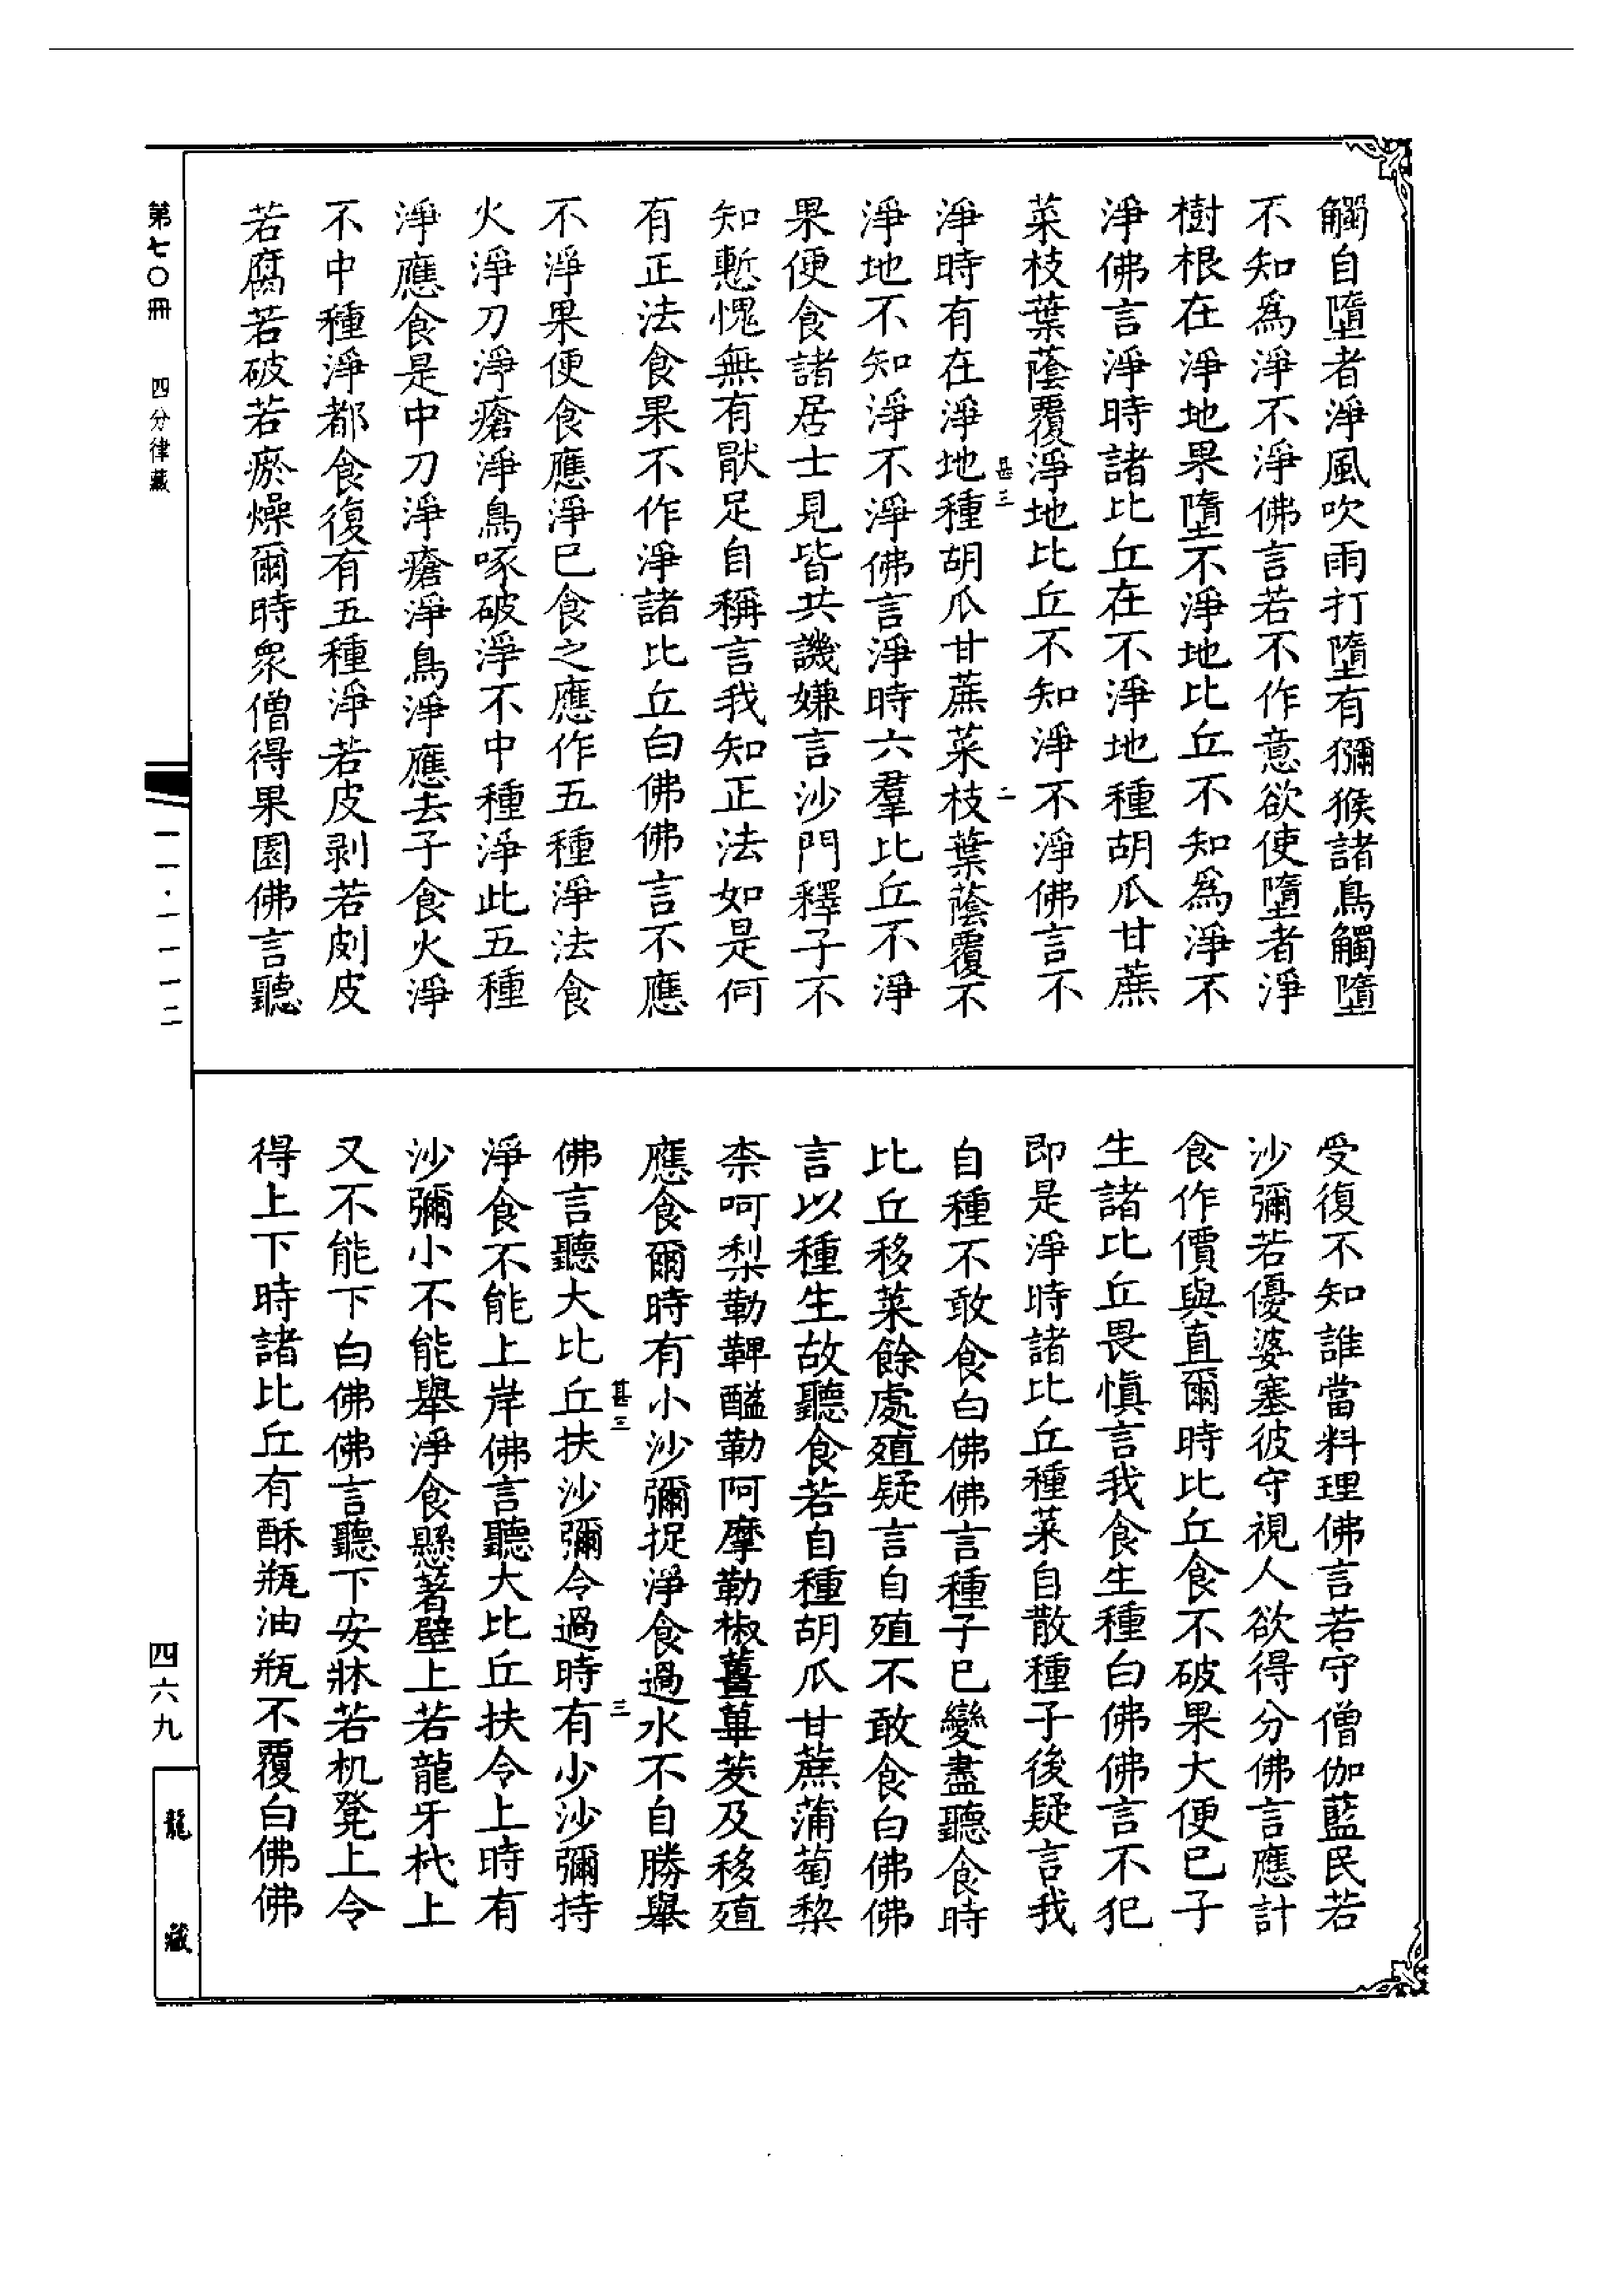 觸自墮者淨風吹雨打墮有獼猴諸鳥觸墮
不知爲淨不淨佛言若不作意欲使墮者淨
樹根在淨地果墮不淨地比丘不知爲淨不
淨佛言淨時諸比丘在不淨地種胡瓜甘蔗
菜枝葉蔭覆淨地比丘不知淨不淨佛言不
甚三 二
淨時有在淨地種胡瓜甘蔗菜枝葉蔭覆不
淨地不知淨不淨佛言淨時六羣比丘不淨
果便食諸居士見皆共譏嫌言沙門釋子不
知慙愧無有猒足自稱言我知正法如是何
有正法食果不作淨諸比丘白佛佛言不應
不淨果便食應淨已食之應作五種淨法食
火淨刀淨瘡淨鳥啄破淨不中種淨此五種
淨應食是中刀淨瘡淨鳥淨應去子食火淨
不中種淨都食復有五種淨若皮剥若剫皮
若腐若破若瘀燥爾時衆僧得果園佛言聽
受復不知誰當料理佛言若守僧伽藍民若
沙彌若優婆塞彼守視人欲得分佛言應計
食作價與直爾時比丘食不破果大便已子
生諸比丘畏愼言我食生種白佛佛言不犯
即是淨時諸比丘種菜自散種子後疑言我
自種不敢食白佛佛言種子已變盡聽食時
比丘移菜餘處殖疑言自殖不敢食白佛佛
言以種生故聽食若自種胡瓜甘蔗蒲萄棃
柰呵梨勒鞞醯勒阿摩勒椒薑蓽茇及移殖
應食爾時有小沙彌捉淨食過水不自勝舉
甚三 三
佛言聽大比丘扶沙彌令過時有少沙彌持
淨食不能上岸佛言聽大比丘扶令上時有
沙彌小不能舉淨食懸著壁上若龍牙杙上
又不能下白佛佛言聽下安牀若机凳上令
得上下時諸比丘有酥瓶油瓶不覆白佛佛
第七〇冊 四分律藏
一一·一一一二
四六九
龍藏